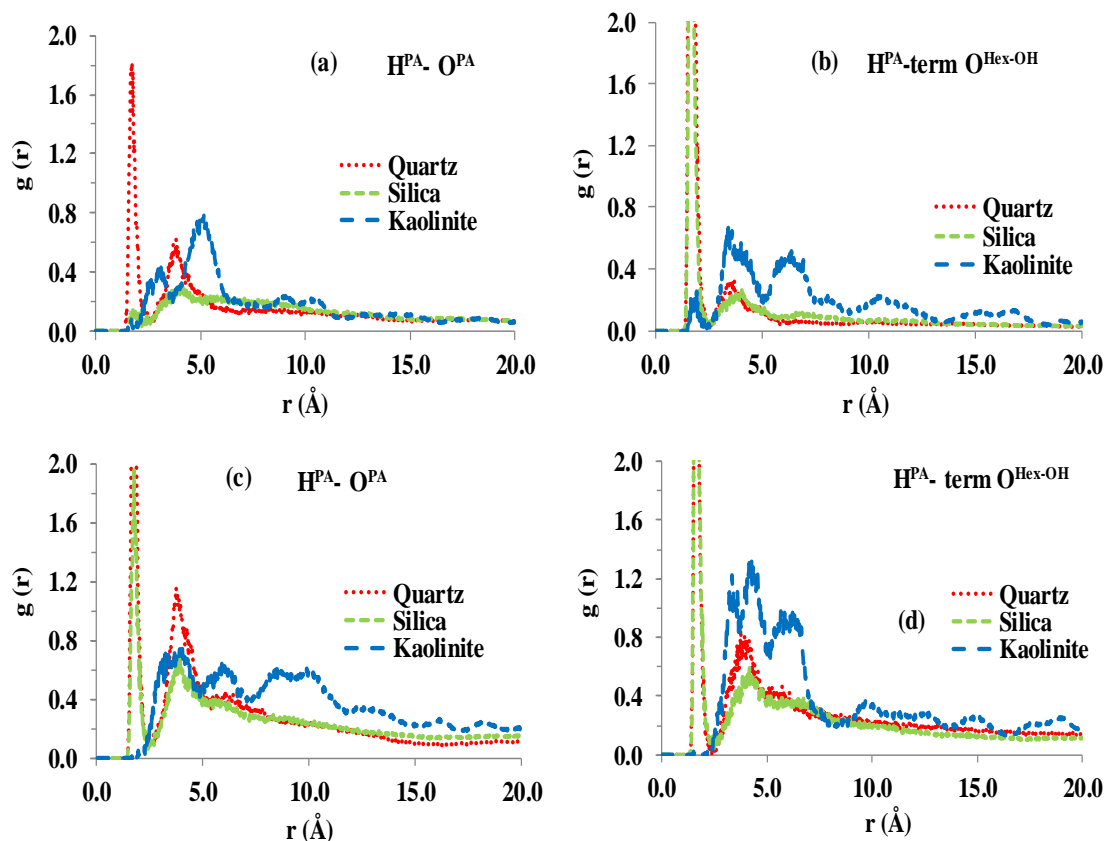 (a) H^PA- O^PA
2.0
1.6
1.2
0.8
0.4
0.0
g (r)
Quartz
Silica
Kaolinite
0.0 5.0 10.0 15.0 20.0
r (Å)
(b) H^PA-term O^Hex-OH
2.0
1.6
1.2
0.8
0.4
0.0
g (r)
Quartz
Silica
Kaolinite
0.0 5.0 10.0 15.0 20.0
r (Å)
(c) H^PA- O^PA
2.0
1.6
1.2
0.8
0.4
0.0
g (r)
Quartz
Silica
Kaolinite
0.0 5.0 10.0 15.0 20.0
r (Å)
H^PA- term O^Hex-OH
2.0
1.6
1.2
0.8
0.4
0.0
g (r)
Quartz
Silica
Kaolinite
(d)
0.0 5.0 10.0 15.0 20.0
r (Å)